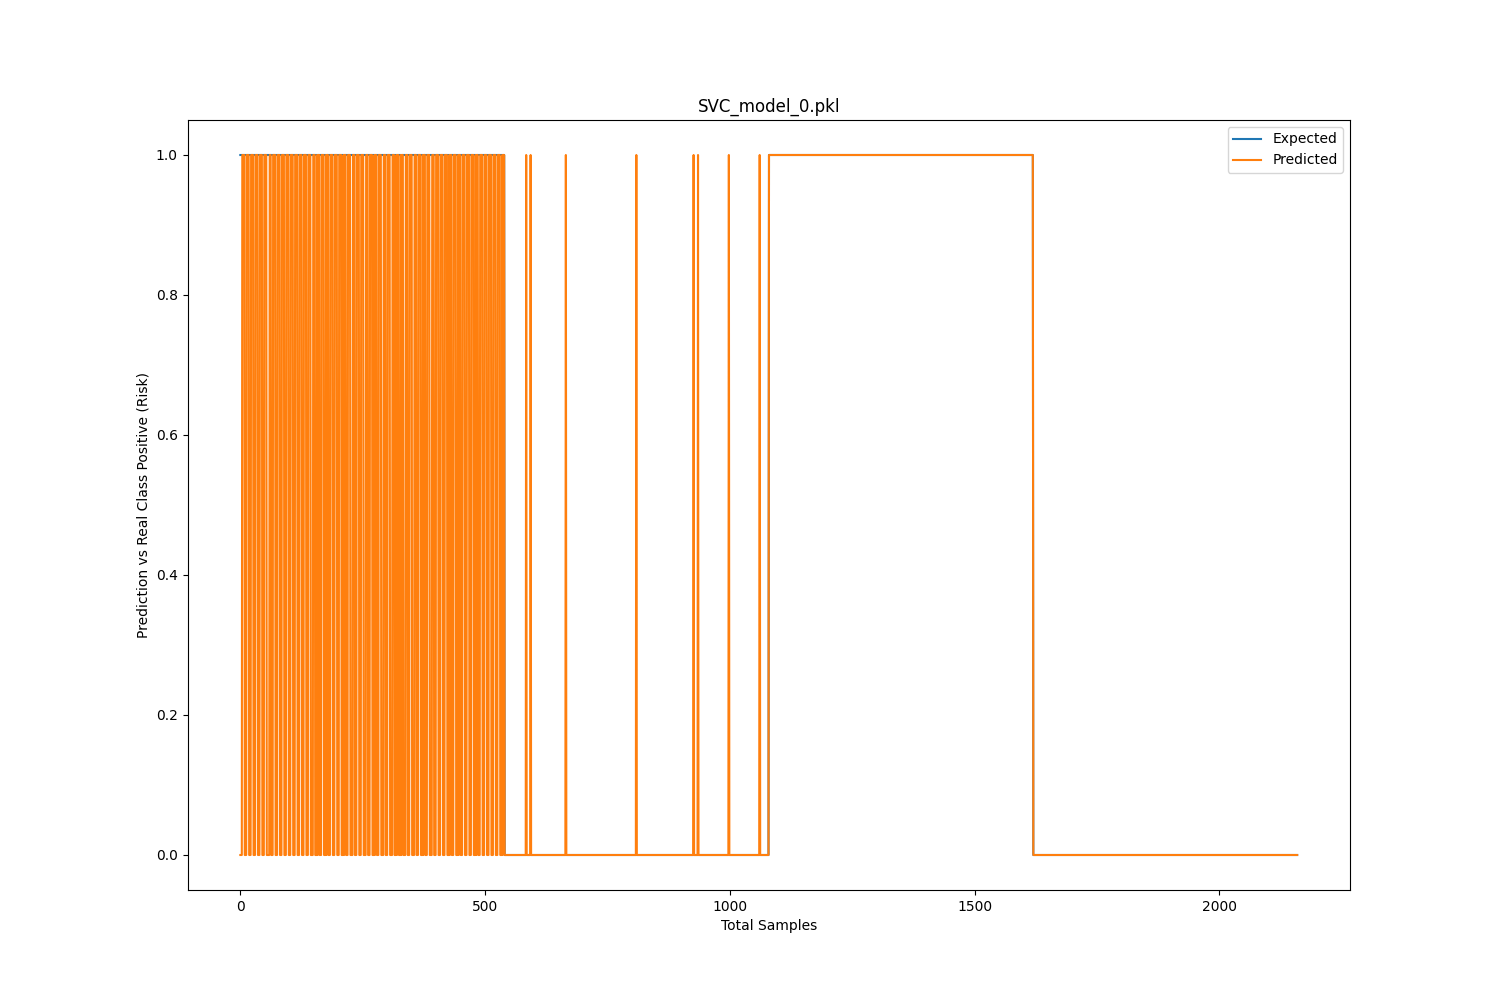 SVC_model_0.pkl
Expected
Predicted
Prediction vs Real Class Positive (Risk)
1.0
0.8
0.6
0.4
0.2
0.0
0 500 1000 1500 2000
Total Samples